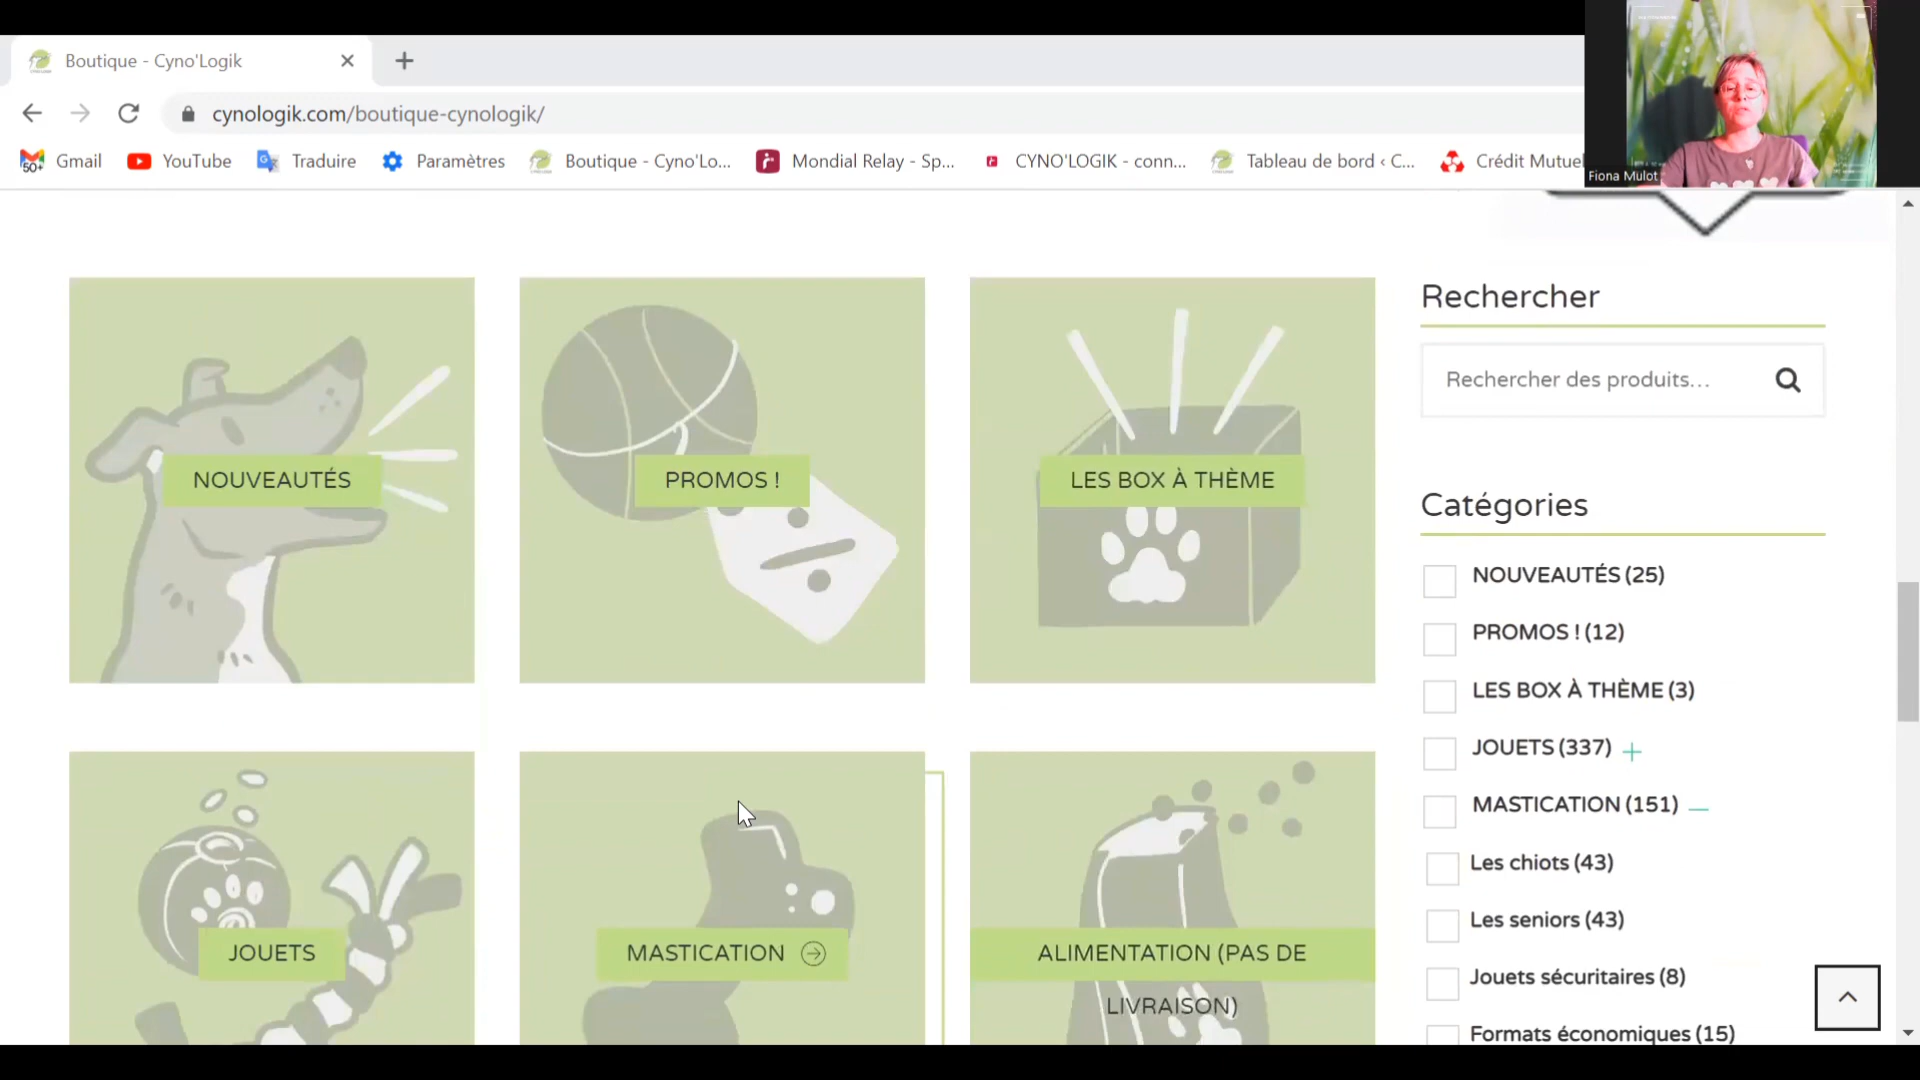 Boutique - Cyno'Logik
cynologik.com/boutique-cynologik/
50+ Gmail YouTube Traduire Paramètres Boutique - Cyno'Lo... Mondial Relay - Sp... CYNO'LOGIK - conn... Tableau de bord ‹ C... Crédit Mutuel
Fiona Mulot
NOUVEAUTÉS
PROMOS !
LES BOX À THÈME
JOUETS
MASTICATION
ALIMENTATION (PAS DE
LIVRAISON)
Rechercher
Rechercher des produits...
Catégories
NOUVEAUTÉS (25)
PROMOS ! (12)
LES BOX À THÈME (3)
JOUETS (337) +
MASTICATION (151) —
Les chiots (43)
Les seniors (43)
Jouets sécuritaires (8)
Formats économiques (15)